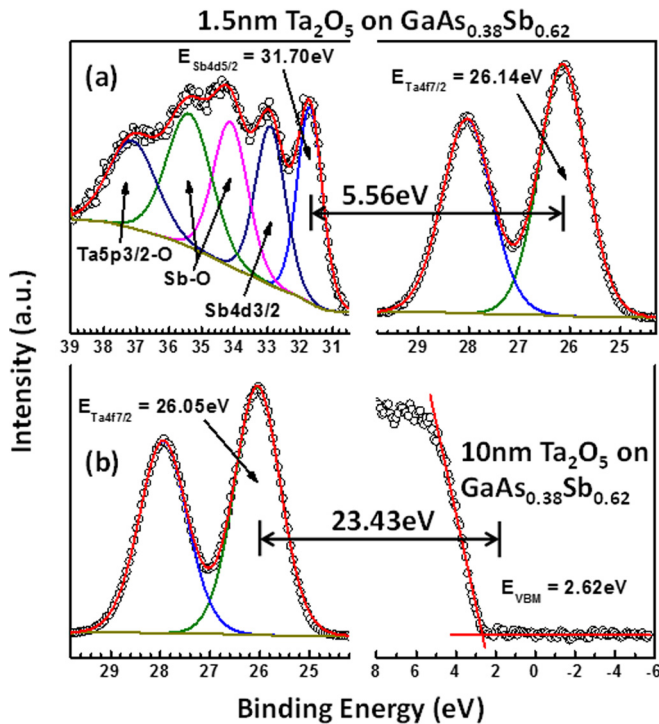 1.5nm Ta2O5 on GaAs0.38Sb0.62
(a)
ESb4d5/2 = 31.70eV
ETa4f7/2 = 26.14eV
5.56eV
Ta5p3/2-O
Sb-O
Sb4d3/2
39 38 37 36 35 34 33 32 31
29 28 27 26 25
Intensity (a.u.)
(b)
ETa4f7/2 = 26.05eV
10nm Ta2O5 on
GaAs0.38Sb0.62
23.43eV
EVBM = 2.62eV
29 28 27 26 25
8 6 4 2 0 -2 -4 -6
Binding Energy (eV)